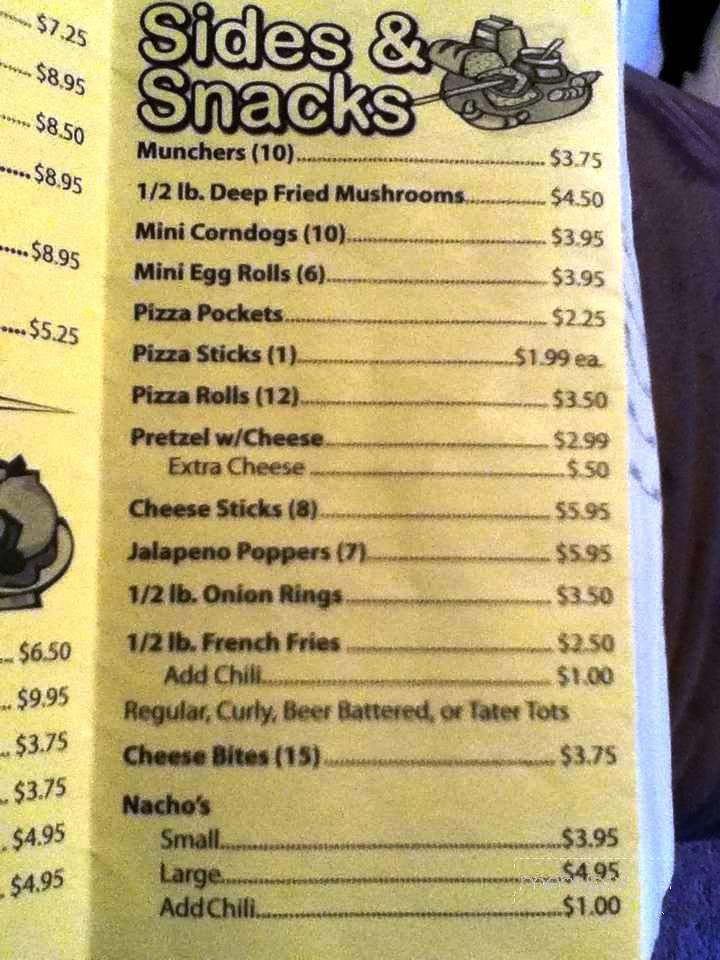 $7.25
$8.95
$8.50
$8.95
$8.95
$5.25
$6.50
$9.95
$3.75
$3.75
$4.95
$4.95
Sides &
Snacks
Munchers (10) $3.75
1/2 lb. Deep Fried Mushrooms $4.50
Mini Corndogs (10) $3.95
Mini Egg Rolls (6) $3.95
Pizza Pockets $2.25
Pizza Sticks (1) $1.99 ea.
Pizza Rolls (12) $3.50
Pretzel w/Cheese $2.99
Extra Cheese $.50
Cheese Sticks (8) $5.95
Jalapeno Poppers (7) $5.95
1/2 lb. Onion Rings $3.50
1/2 lb. French Fries $2.50
Add Chili $1.00
Regular, Curly, Beer Battered, or Tater Tots
Cheese Bites (15) $3.75
Nacho's
Small $3.95
Large $4.95
Add Chili $1.00